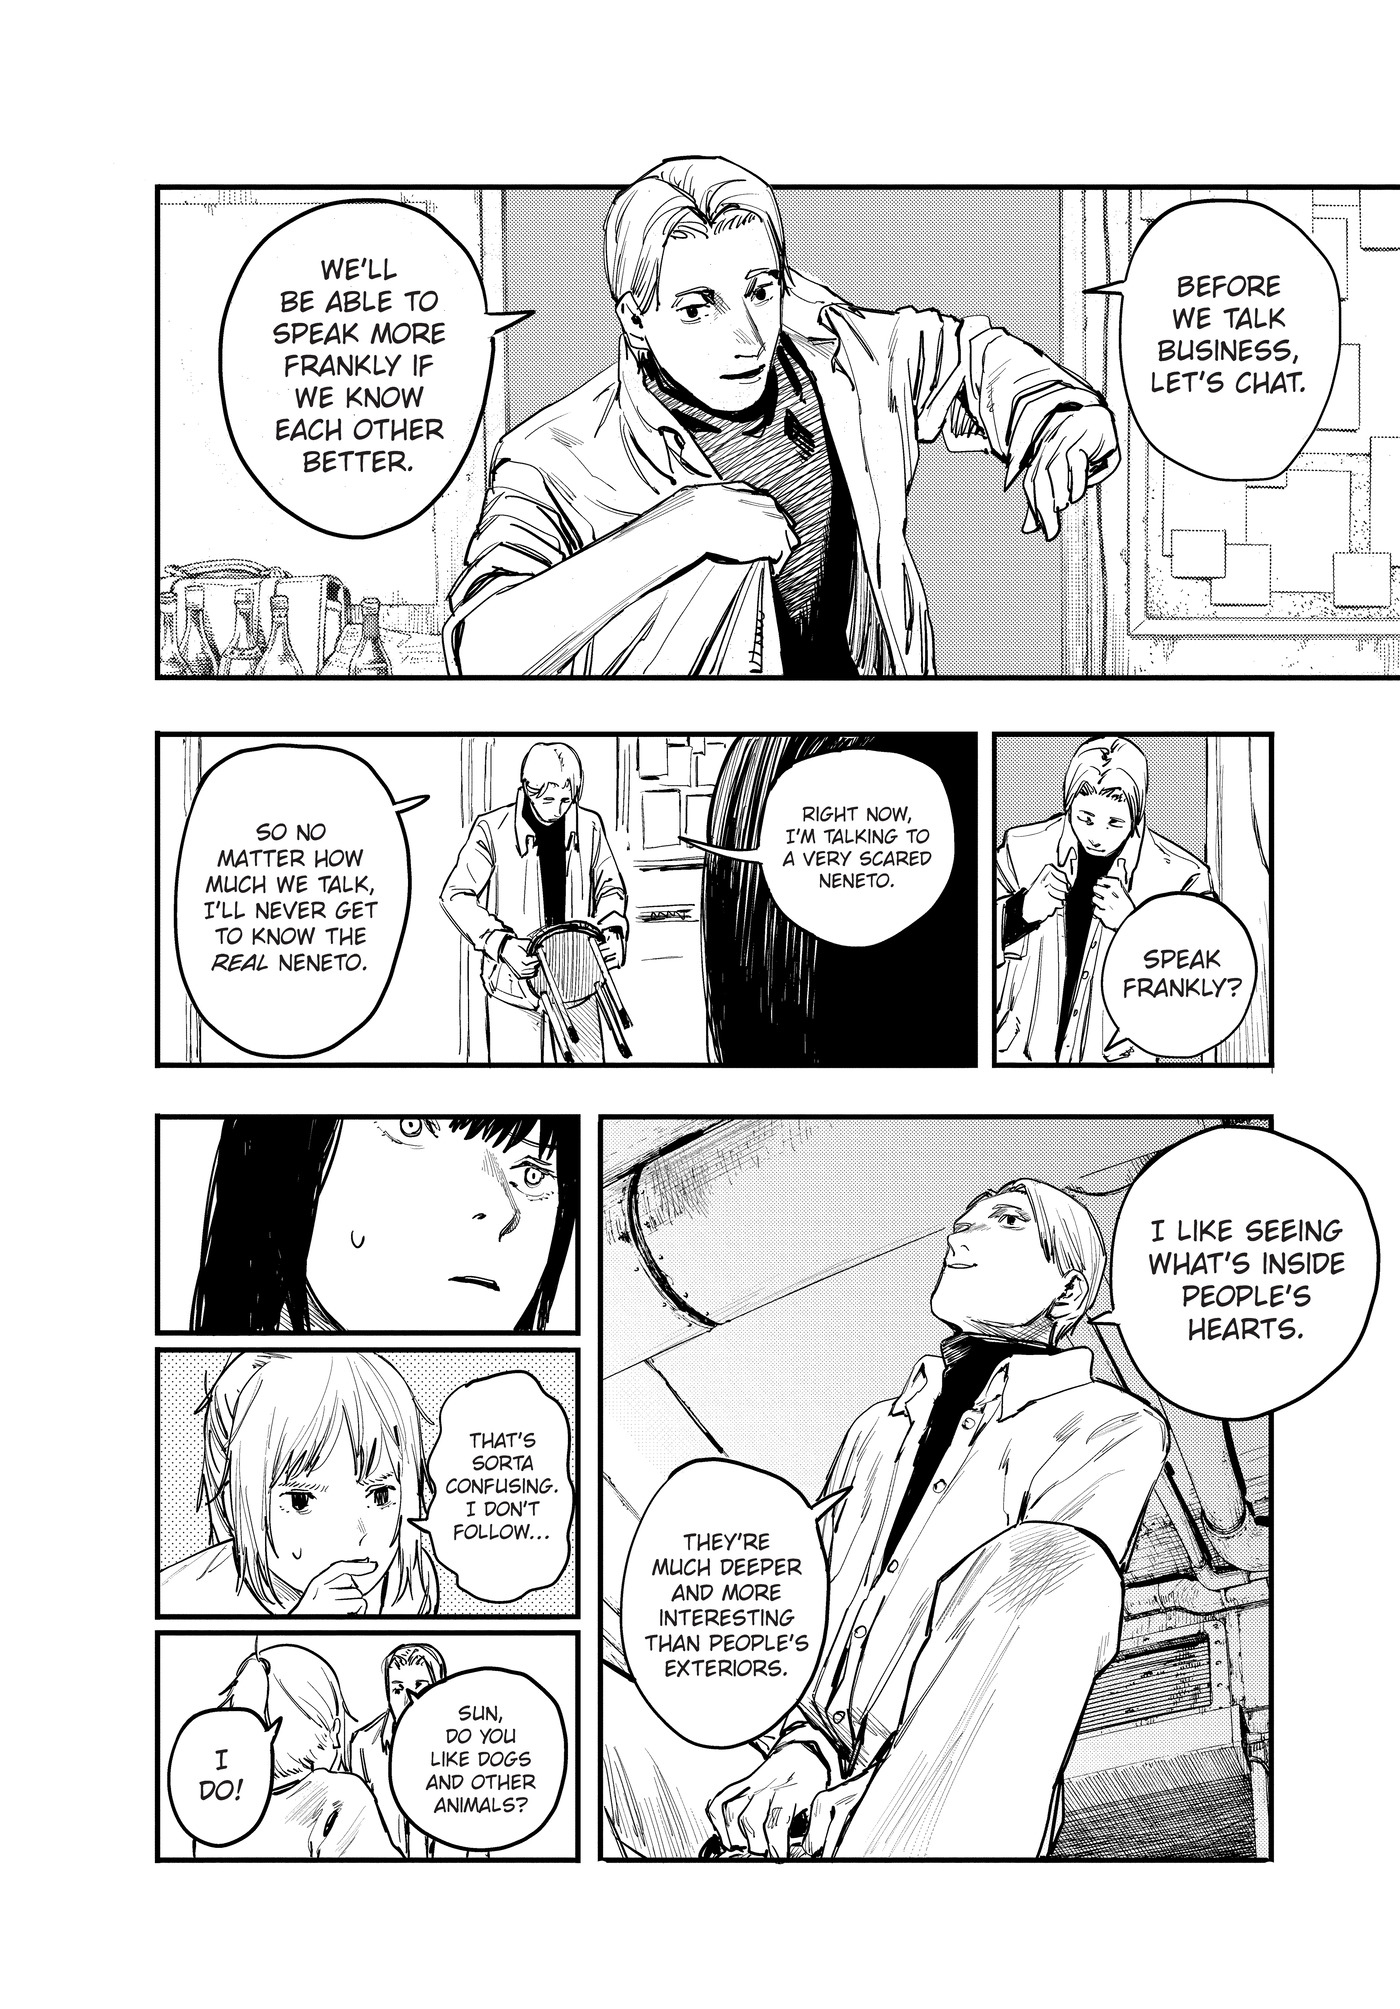 BEFORE
WE TALK
BUSINESS,
LET'S CHAT.
WE'LL
BE ABLE TO
SPEAK MORE
FRANKLY IF
WE KNOW
EACH OTHER
BETTER.
SPEAK
FRANKLY?
RIGHT NOW,
I'M TALKING TO
A VERY SCARED
NENETO.
SO NO
MATTER HOW
MUCH WE TALK,
I'LL NEVER GET
TO KNOW THE
REAL NENETO.
I LIKE SEEING
WHAT'S INSIDE
PEOPLE'S
HEARTS.
THEY'RE
MUCH DEEPER
AND MORE
INTERESTING
THAN PEOPLE'S
EXTERIORS.
THAT'S
SORTA
CONFUSING.
I DON'T
FOLLOW...
SUN,
DO YOU
LIKE DOGS
AND OTHER
ANIMALS?
I
DO!